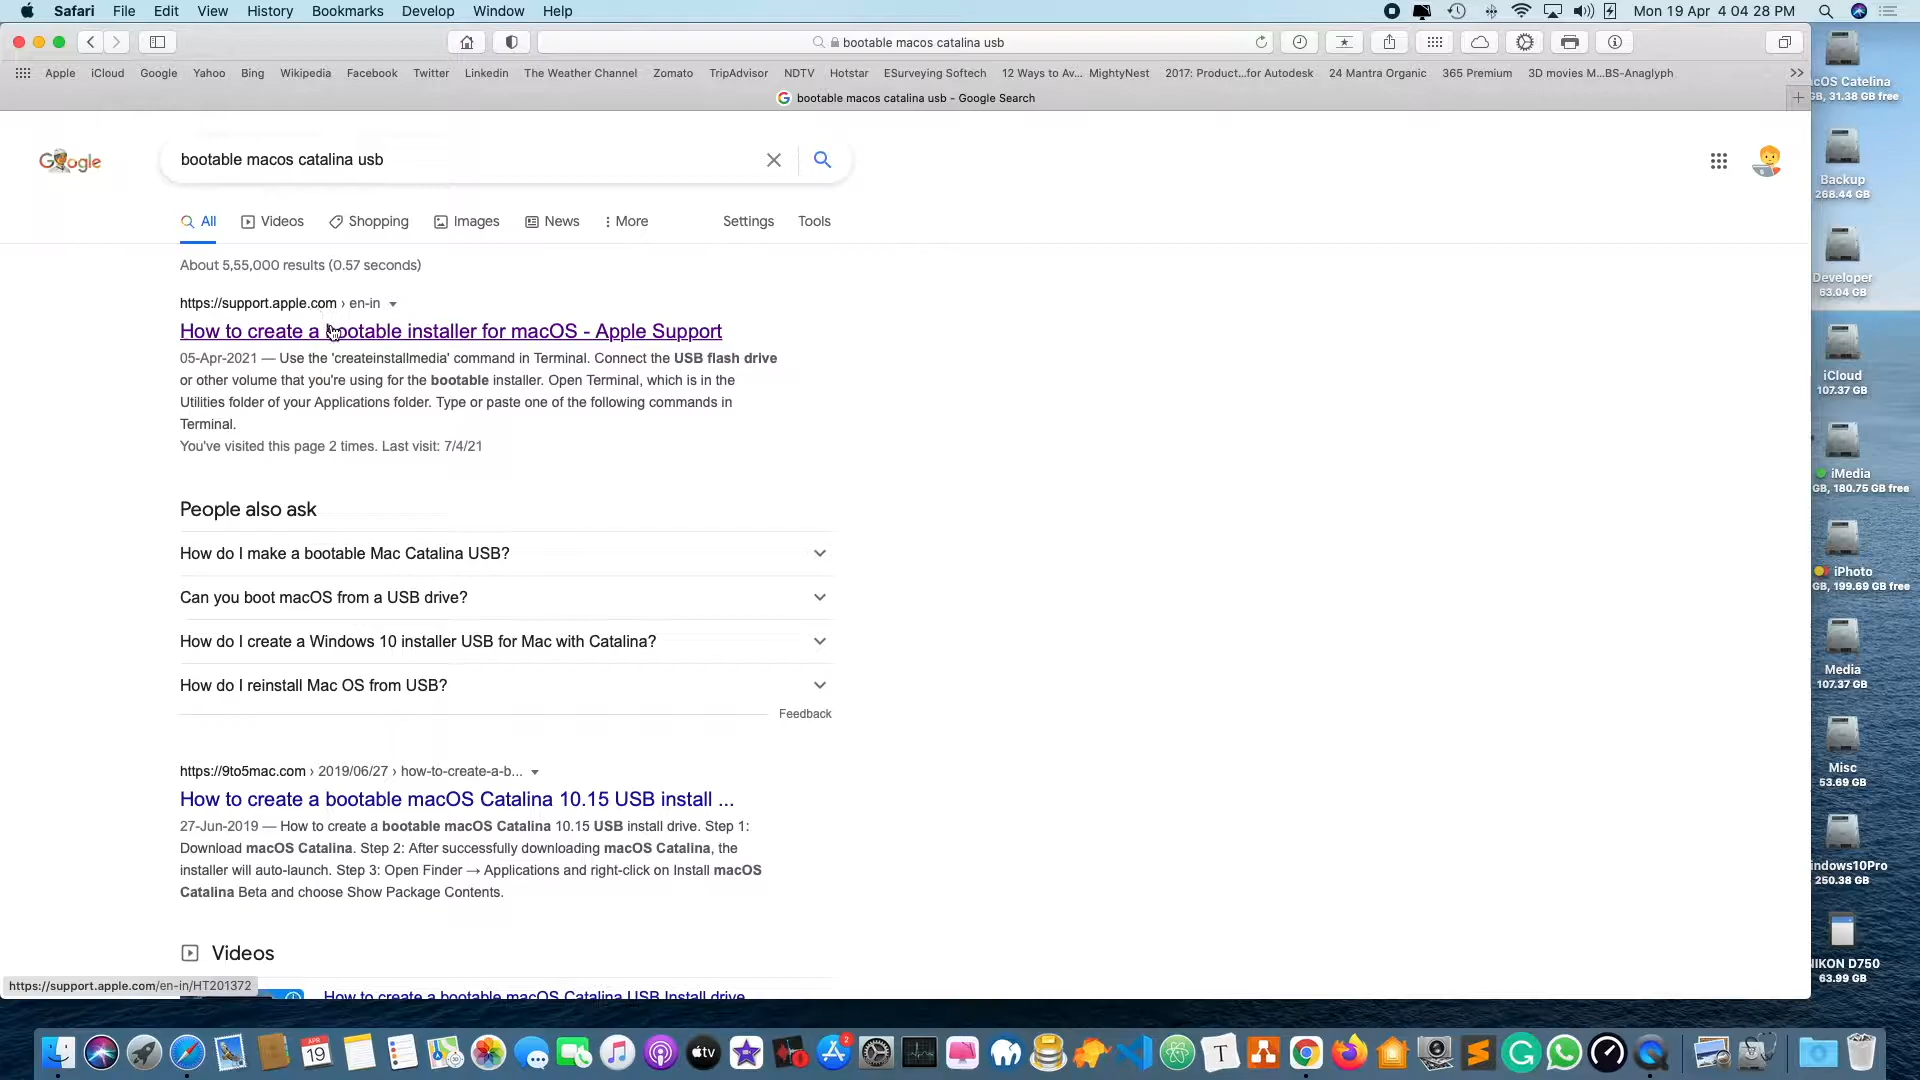 Safari File Edit View History Bookmarks Develop Window Help Mon 19 Apr 4 04 28 PM
bootable macos catalina usb
Apple iCloud Google Yahoo Bing Wikipedia Facebook Twitter Linkedin The Weather Channel Zomato TripAdvisor NDTV Hotstar ESurveying Softech 12 Ways to Av... MightyNest 2017: Product...for Autodesk 24 Mantra Organic 365 Premium 3D movies M...BS-Anaglyph
bootable macos catalina usb - Google Search
bootable macos catalina usb
All Videos Shopping Images News More Settings Tools
About 5,55,000 results (0.57 seconds)
https://support.apple.com › en-in
How to create a bootable installer for macOS - Apple Support
05-Apr-2021 — Use the 'createinstallmedia' command in Terminal. Connect the USB flash drive
or other volume that you're using for the bootable installer. Open Terminal, which is in the
Utilities folder of your Applications folder. Type or paste one of the following commands in
Terminal.
You've visited this page 2 times. Last visit: 7/4/21
People also ask
How do I make a bootable Mac Catalina USB?
Can you boot macOS from a USB drive?
How do I create a Windows 10 installer USB for Mac with Catalina?
How do I reinstall Mac OS from USB?
Feedback
https://9to5mac.com › 2019/06/27 › how-to-create-a-b...
How to create a bootable macOS Catalina 10.15 USB install ...
27-Jun-2019 — How to create a bootable macOS Catalina 10.15 USB install drive. Step 1:
Download macOS Catalina. Step 2: After successfully downloading macOS Catalina, the
installer will auto-launch. Step 3: Open Finder → Applications and right-click on Install macOS
Catalina Beta and choose Show Package Contents.
Videos
https://support.apple.com/en-in/HT201372
How to create a bootable macOS Catalina USB Install drive
cOS Catelina
GB, 31.38 GB free
Backup
268.44 GB
Developer
63.04 GB
iCloud
107.37 GB
iMedia
GB, 180.75 GB free
iPhoto
GB, 199.69 GB free
Media
107.37 GB
Misc
53.69 GB
indows10Pro
250.38 GB
IKON D750
63.99 GB
APR
19
tv
2
T